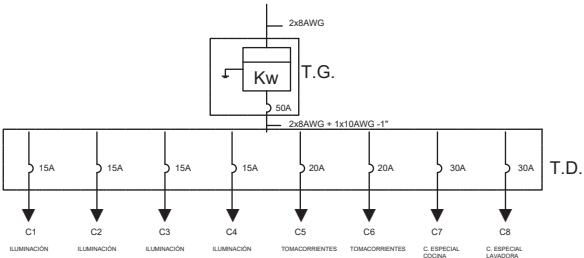 2x8AWG
Kw
T.G.
50A
2x8AWG + 1x10AWG -1"
15A
15A
15A
15A
20A
20A
30A
30A
T.D.
C1
C2
C3
C4
C5
C6
C7
C8
ILUMINACIÓN
ILUMINACIÓN
ILUMINACIÓN
ILUMINACIÓN
TOMACORRIENTES
TOMACORRIENTES
C. ESPECIAL
COCINA
C. ESPECIAL
LAVADORA